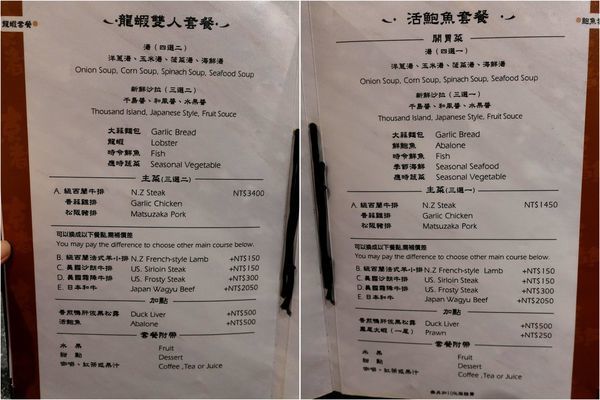 龍蝦套餐
龍蝦雙人套餐
湯（四選二）
洋蔥湯、玉米湯、菠菜湯、海鮮湯
Onion Soup, Corn Soup, Spinach Soup, Seafood Soup
新鮮沙拉（三選二）
千島醬、和風醬、水果醬
Thousand Island, Japanese Style, Fruit Souce
大蒜麵包 Garlic Bread
龍蝦 Lobster
時令鮮魚 Fish
應時蔬菜 Seasonal Vegetable
主菜（三選二）
A. 紐西蘭牛排 N.Z Steak NT$3400
香蒜雞排 Garlic Chicken
松阪豬排 Matsuzaka Pork
可以換成以下餐點,需補價差
You may pay the difference to choose other main course below.
B. 紐西蘭法式羊小排 N.Z French-style Lamb +NT$150
C. 美國沙朗牛排 US. Sirloin Steak +NT$150
D. 美國霜降牛排 US. Frosty Steak +NT$300
E. 日本和牛 Japan Wagyu Beef +NT$2050
加點
香煎鴨肝佐黑松露 Duck Liver +NT$500
活鮑魚 Abalone +NT$500
套餐附帶
水 果 Fruit
甜 點 Dessert
咖啡、紅茶或果汁 Coffee ,Tea or Juice
鮑魚套餐
活鮑魚套餐
開胃菜
湯（四選一）
洋蔥湯、玉米湯、菠菜湯、海鮮湯
Onion Soup, Corn Soup, Spinach Soup, Seafood Soup
新鮮沙拉（三選一）
千島醬、和風醬、水果醬
Thousand Island, Japanese Style, Fruit Souce
大蒜麵包 Garlic Bread
鮮鮑魚 Abalone
時令鮮魚 Fish
季節海鮮 Seasonal Seafood
應時蔬菜 Seasonal Vegetable
主菜（三選一）
A. 紐西蘭牛排 N.Z Steak NT$1450
香蒜雞排 Garlic Chicken
松阪豬排 Matsuzaka Pork
可以換成以下餐點,需補價差
You may pay the difference to choose other main course below.
B. 紐西蘭法式羊小排 N.Z French-style Lamb +NT$150
C. 美國沙朗牛排 US. Sirloin Steak +NT$150
D. 美國霜降牛排 US. Frosty Steak +NT$300
E. 日本和牛 Japan Wagyu Beef +NT$2050
加點
香煎鴨肝佐黑松露 Duck Liver +NT$500
鳳尾大蝦（一尾） Prawn +NT$250
套餐附帶
水 果 Fruit
甜 點 Dessert
咖啡、紅茶或果汁 Coffee ,Tea or Juice